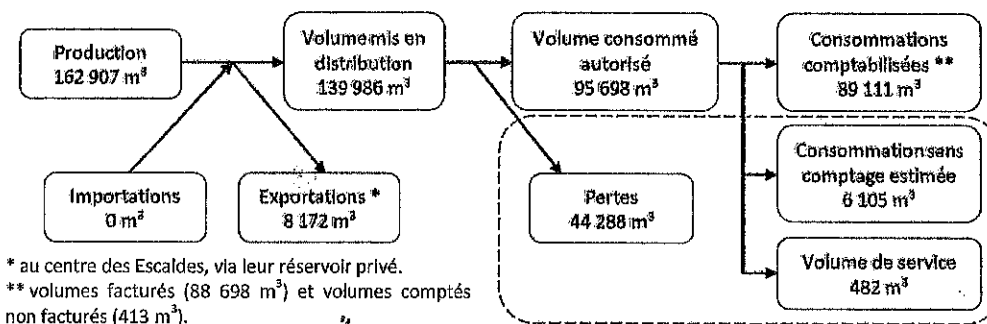 Production
162 907 m³
Volume mis en
distribution
139 986 m³
Volume consommé
autorisé
95 698 m³
Consommations
comptabilisées **
89 111 m³
Importations
0 m³
Exportations *
8 172 m³
Pertes
44 288 m³
Consommation sans
comptage estimée
6 105 m³
Volume de service
482 m³
* au centre des Escaldes, via leur réservoir privé.
** volumes facturés (88 698 m³) et volumes comptés
non facturés (413 m³).